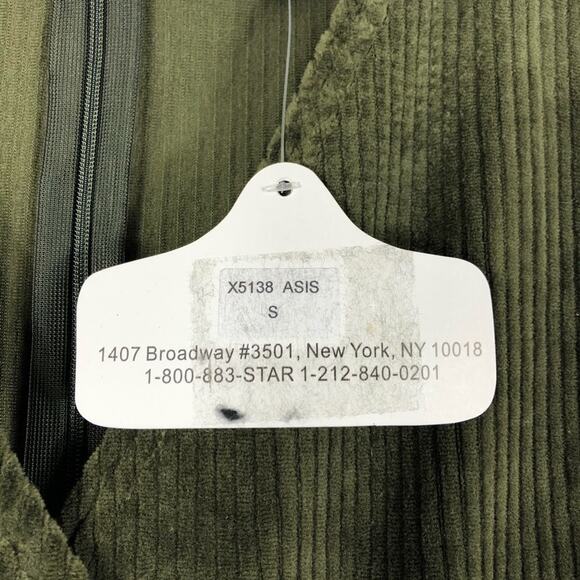 X5138 ASIS
S
1407 Broadway #3501, New York, NY 10018
1-800-883-STAR 1-212-840-0201